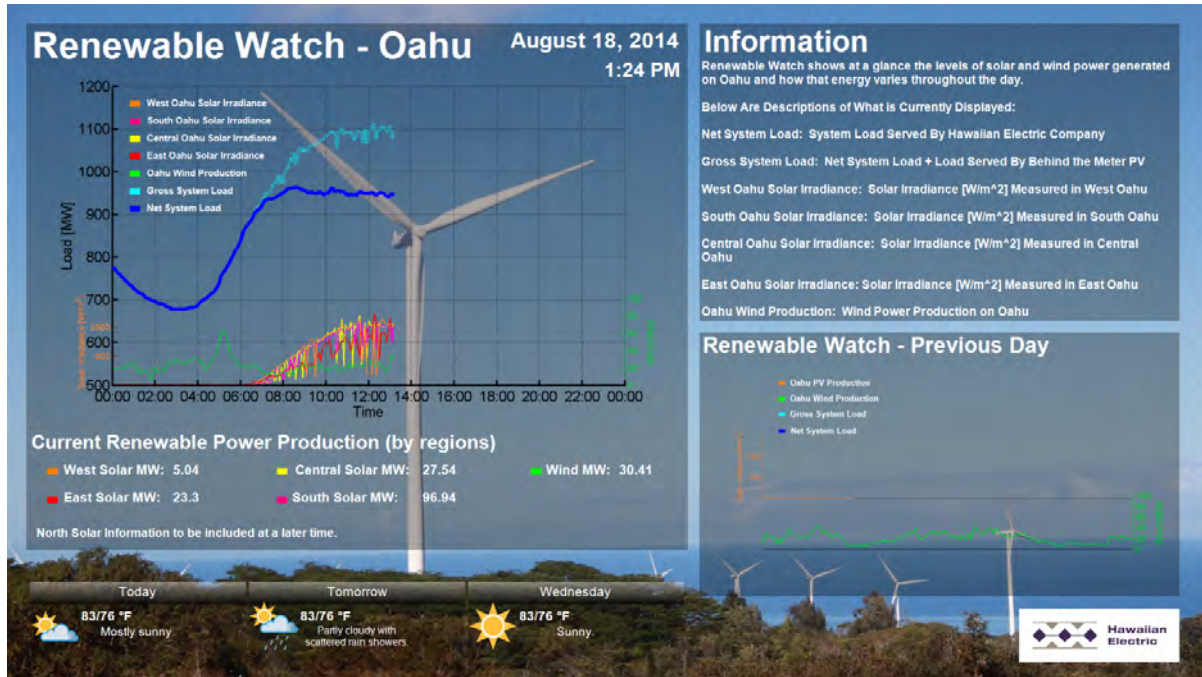 Renewable Watch - Oahu
August 18, 2014
1:24 PM
1200
1100
1000
900
800
700
600
500
Load [MW]
West Oahu Solar Irradiance
South Oahu Solar Irradiance
Central Oahu Solar Irradiance
East Oahu Solar Irradiance
Oahu Wind Production
Gross System Load
Net System Load
00:00 02:00 04:00 06:00 08:00 10:00 12:00 14:00 16:00 18:00 20:00 22:00 00:00
Time
Current Renewable Power Production (by regions)
West Solar MW: 5.04
Central Solar MW: 27.54
Wind MW: 30.41
East Solar MW: 23.3
South Solar MW: 96.94
North Solar Information to be included at a later time.
Today
83/76 °F
Mostly sunny
Tomorrow
83/76 °F
Partly cloudy with
scattered rain showers
Wednesday
83/76 °F
Sunny.
Information
Renewable Watch shows at a glance the levels of solar and wind power generated
on Oahu and how that energy varies throughout the day.
Below Are Descriptions of What is Currently Displayed:
Net System Load: System Load Served By Hawaiian Electric Company
Gross System Load: Net System Load + Load Served By Behind the Meter PV
West Oahu Solar Irradiance: Solar Irradiance [W/m^2] Measured in West Oahu
South Oahu Solar Irradiance: Solar Irradiance [W/m^2] Measured in South Oahu
Central Oahu Solar Irradiance: Solar Irradiance [W/m^2] Measured in Central
Oahu
East Oahu Solar Irradiance: Solar Irradiance [W/m^2] Measured in East Oahu
Oahu Wind Production: Wind Power Production on Oahu
Renewable Watch - Previous Day
Oahu PV Production
Oahu Wind Production
Gross System Load
Net System Load
Hawaiian
Electric